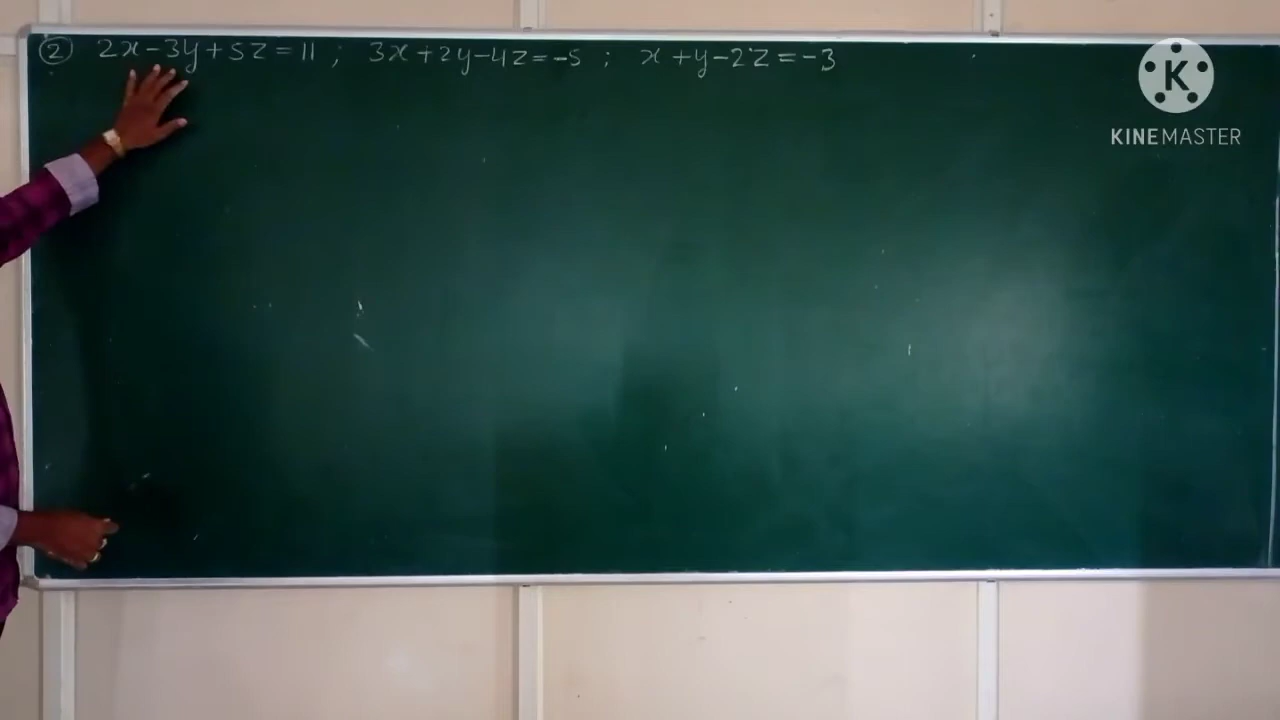 ② 2x-3y+5z=11 ; 3x+2y-4z=-5 ; x+y-2z=-3
K
KINEMASTER